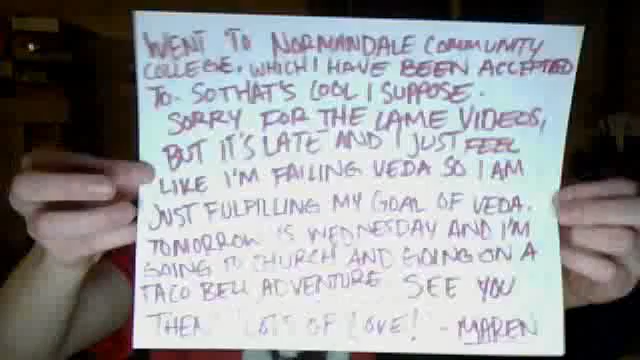 WENT TO NORMANDALE COMMUNITY
COLLEGE, WHICH I HAVE BEEN ACCEPTED
TO. SO THAT'S COOL I SUPPOSE.
SORRY FOR THE LAME VIDEOS,
BUT IT'S LATE AND I JUST FEEL
LIKE I'M FAILING VEDA SO I AM
JUST FULFILLING MY GOAL OF VEDA.
TOMORROW IS WEDNESDAY AND I'M
GOING TO CHURCH AND GOING ON A
TACO BELL ADVENTURE SEE YOU
THEN LOTS OF LOVE! - MAREN